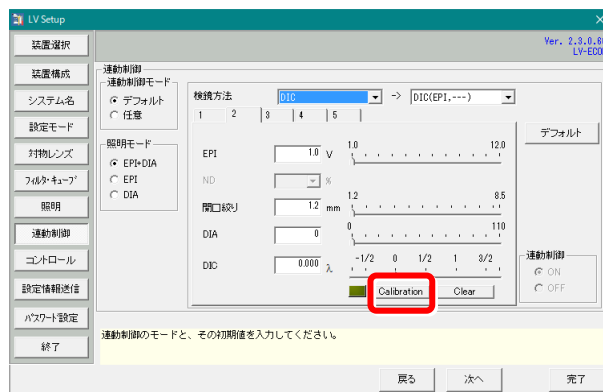 LV Setup
Ver. 2.3.0.6
LV-ECO
装置選択
装置構成
システム名
設定モード
対物レンズ
フィルタ・キューブ
照明
連動制御
コントロール
設定情報送信
パスワード設定
終了
連動制御
連動制御モード
デフォルト
任意
照明モード
EPI+DIA
EPI
DIA
検鏡方法 DIC -> DIC(EPI,---)
1 2 3 4 5
EPI 1.0 V 1.0 12.0
ND %
開口絞り 1.2 mm 1.2 8.5
DIA 0 0 110
DIC 0.000 λ -1/2 0 1/2 1 3/2
Calibration Clear
デフォルト
連動制御
ON
OFF
連動制御のモードと、その初期値を入力してください。
戻る 次へ 完了